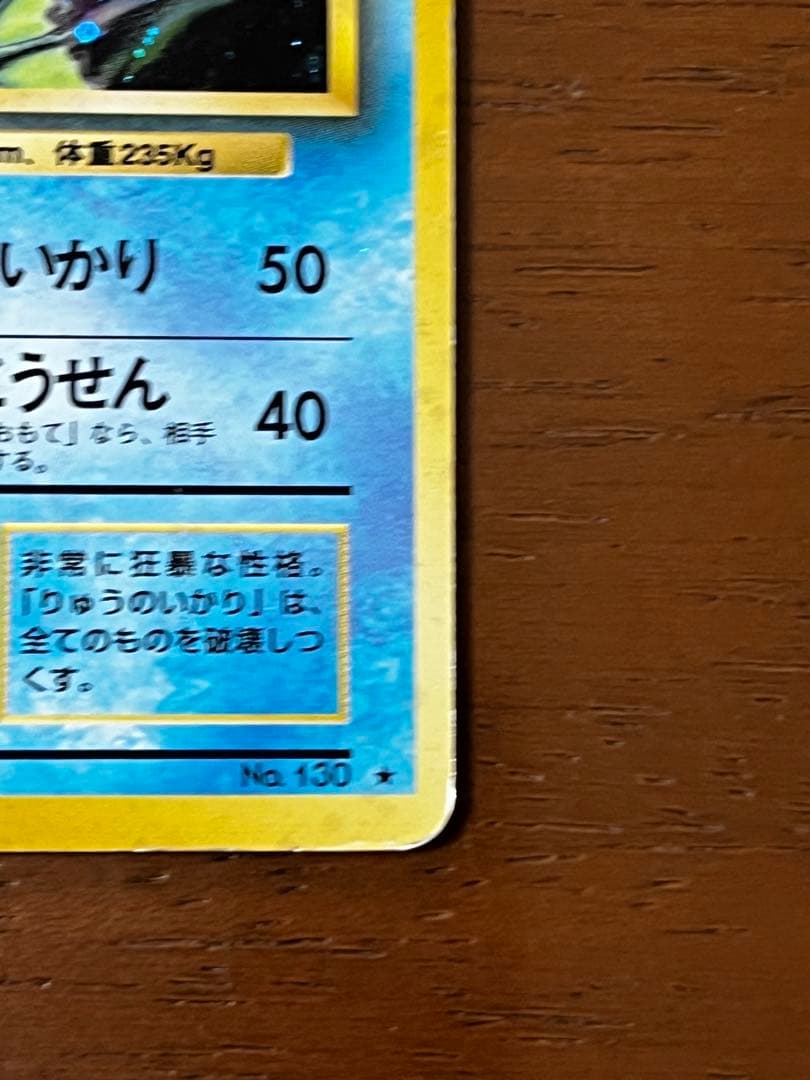 m、体重235Kg
いかり 50
こうせん 40
おもて」なら、相手
する。
非常に狂暴な性格。
「りゅうのいかり」は、
全てのものを破壊しつ
くす。
No. 130 ★